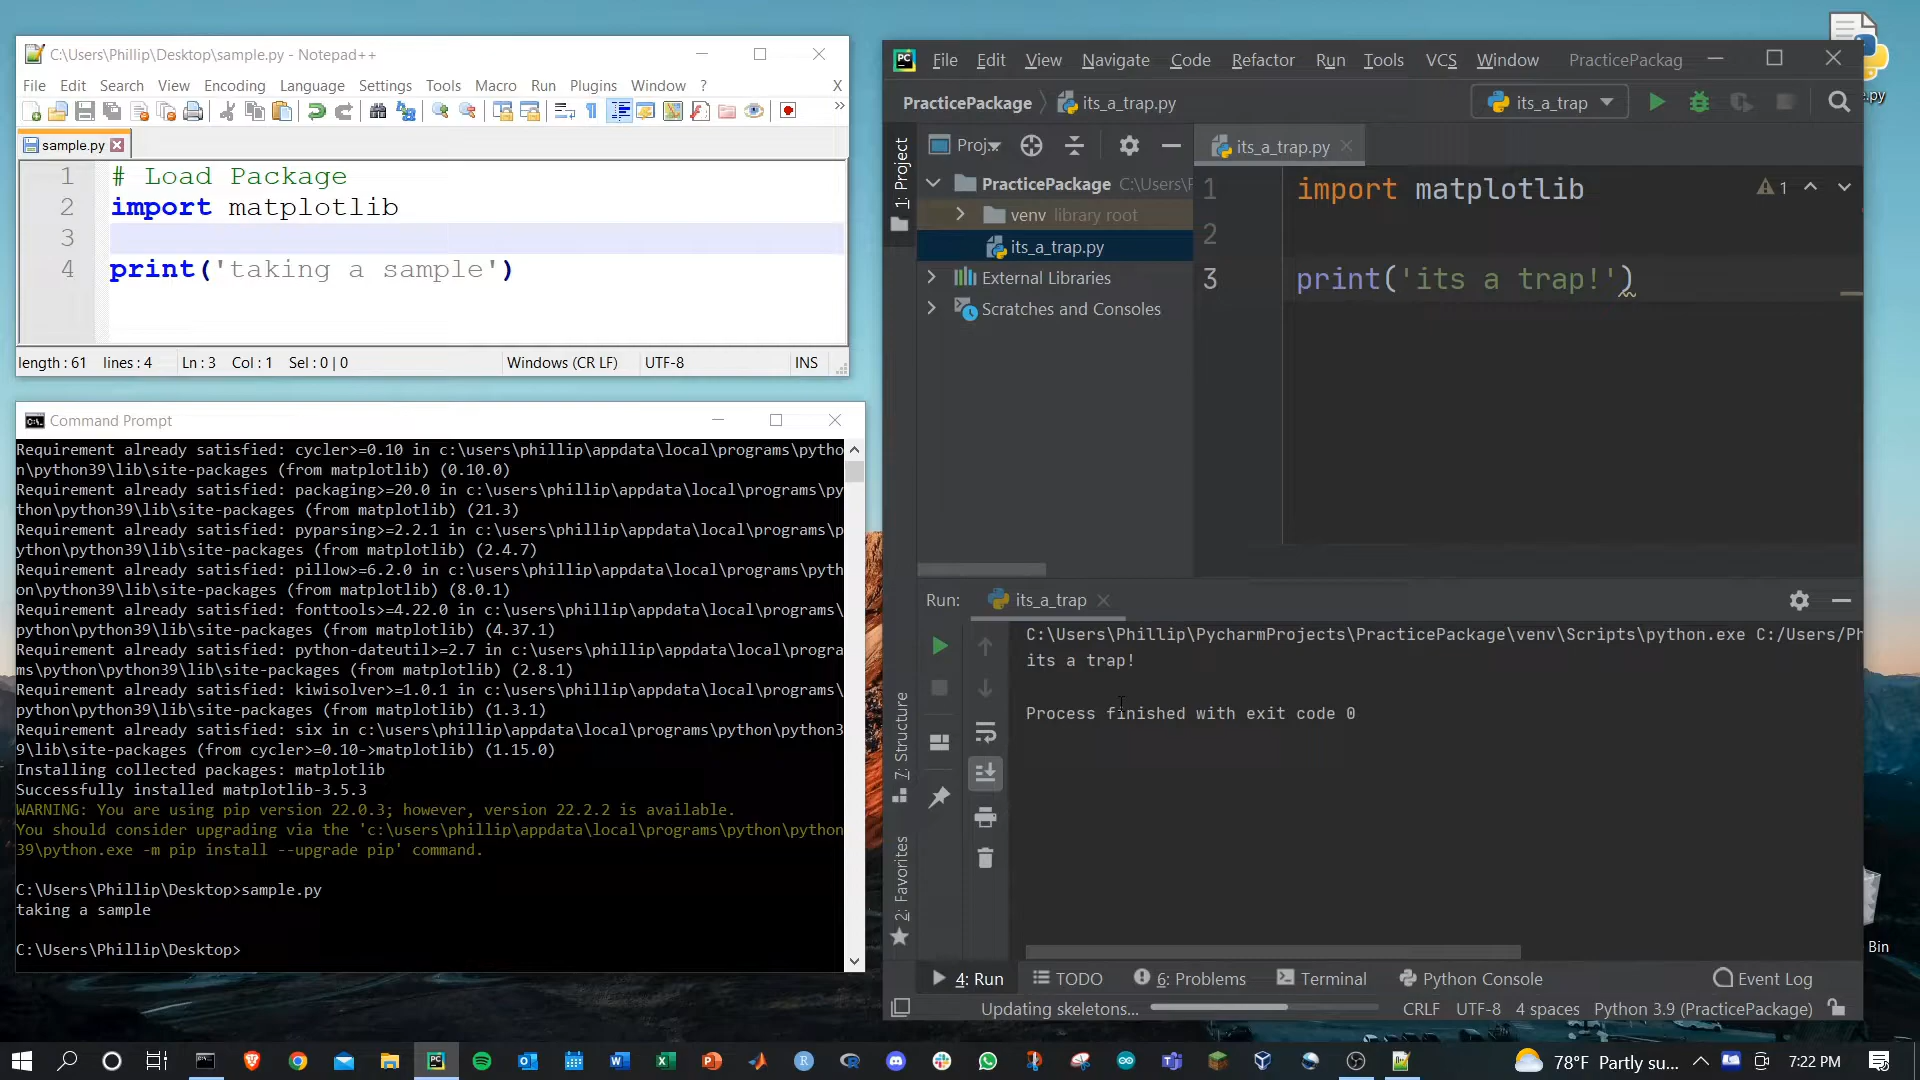 C:\Users\Phillip\Desktop\sample.py - Notepad++
File Edit Search View Encoding Language Settings Tools Macro Run Plugins Window ? X
sample.py
1 # Load Package
2 import matplotlib
3
4 print('taking a sample')
length : 61 lines : 4 Ln : 3 Col : 1 Sel : 0 | 0 Windows (CR LF) UTF-8 INS
Command Prompt
Requirement already satisfied: cycler>=0.10 in c:\users\phillip\appdata\local\programs\pytho
n\python39\lib\site-packages (from matplotlib) (0.10.0)
Requirement already satisfied: packaging>=20.0 in c:\users\phillip\appdata\local\programs\py
thon\python39\lib\site-packages (from matplotlib) (21.3)
Requirement already satisfied: pyparsing>=2.2.1 in c:\users\phillip\appdata\local\programs\p
ython\python39\lib\site-packages (from matplotlib) (2.4.7)
Requirement already satisfied: pillow>=6.2.0 in c:\users\phillip\appdata\local\programs\pyth
on\python39\lib\site-packages (from matplotlib) (8.0.1)
Requirement already satisfied: fonttools>=4.22.0 in c:\users\phillip\appdata\local\programs\
python\python39\lib\site-packages (from matplotlib) (4.37.1)
Requirement already satisfied: python-dateutil>=2.7 in c:\users\phillip\appdata\local\progra
ms\python\python39\lib\site-packages (from matplotlib) (2.8.1)
Requirement already satisfied: kiwisolver>=1.0.1 in c:\users\phillip\appdata\local\programs\
python\python39\lib\site-packages (from matplotlib) (1.3.1)
Requirement already satisfied: six in c:\users\phillip\appdata\local\programs\python\python3
9\lib\site-packages (from cycler>=0.10->matplotlib) (1.15.0)
Installing collected packages: matplotlib
Successfully installed matplotlib-3.5.3
WARNING: You are using pip version 22.0.3; however, version 22.2.2 is available.
You should consider upgrading via the 'c:\users\phillip\appdata\local\programs\python\python
39\python.exe -m pip install --upgrade pip' command.
C:\Users\Phillip\Desktop>sample.py
taking a sample
C:\Users\Phillip\Desktop>
File Edit View Navigate Code Refactor Run Tools VCS Window PracticePackag
PracticePackage its_a_trap.py
its_a_trap
.py
1: Project
Proj
its_a_trap.py
PracticePackage C:\Users\P
venv library root
its_a_trap.py
External Libraries
Scratches and Consoles
1 import matplotlib
2
3 print('its a trap!')
1
Run: its_a_trap
C:\Users\Phillip\PycharmProjects\PracticePackage\venv\Scripts\python.exe C:/Users/Ph
its a trap!
Process finished with exit code 0
7: Structure
2: Favorites
4: Run TODO 6: Problems Terminal Python Console Event Log
Updating skeletons... CRLF UTF-8 4 spaces Python 3.9 (PracticePackage)
Bin
78°F Partly su... 7:22 PM